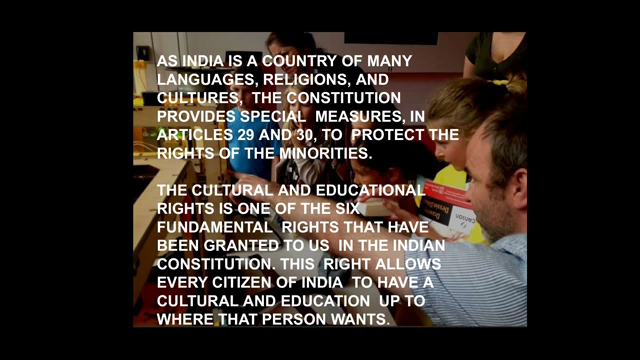 AS INDIA IS A COUNTRY OF MANY
LANGUAGES, RELIGIONS, AND
CULTURES, THE CONSTITUTION
PROVIDES SPECIAL MEASURES, IN
ARTICLES 29 AND 30, TO PROTECT THE
RIGHTS OF THE MINORITIES.
THE CULTURAL AND EDUCATIONAL
RIGHTS IS ONE OF THE SIX
FUNDAMENTAL RIGHTS THAT HAVE
BEEN GRANTED TO US IN THE INDIAN
CONSTITUTION. THIS RIGHT ALLOWS
EVERY CITIZEN OF INDIA TO HAVE A
CULTURAL AND EDUCATION UP TO
WHERE THAT PERSON WANTS.